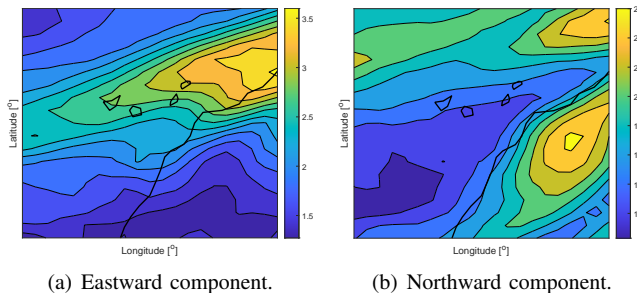 3.5
3
2.5
2
1.5
Latitude [°]
Longitude [°]
Latitude [°]
Longitude [°]
(a) Eastward component.
(b) Northward component.